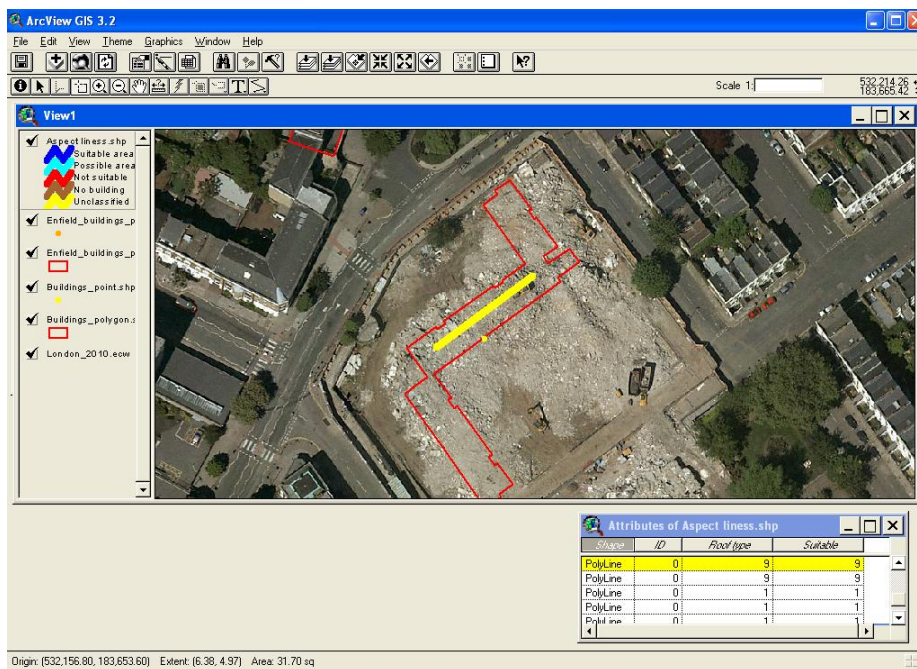 ArcView GIS 3.2
File Edit View Theme Graphics Window Help
Scale 1: 532,214.26
183,665.42
View1
Aspect liness.shp
Suitable area
Possible area
Not suitable
No building
Unclassified
Enfield_buildings_p
Enfield_buildings_p
Buildings_point.shp
Buildings_polygon.s
London_2010.ecw
Attributes of Aspect liness.shp
Shape ID Roof type Suitable
PolyLine 0 9 9
PolyLine 0 9 9
PolyLine 0 1 1
PolyLine 0 1 1
PolyLine 0 1 1
Origin: (532,156.80, 183,653.60) Extent: (6.38, 4.97) Area: 31.70 sq